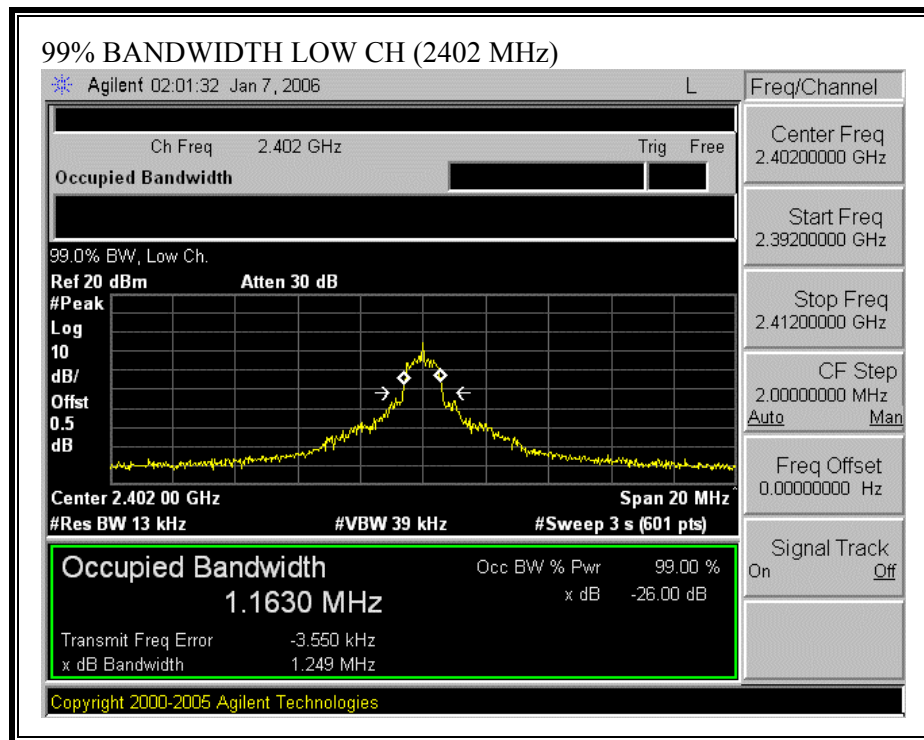 99% BANDWIDTH LOW CH (2402 MHz)
Agilent 02:01:32 Jan 7, 2006 L
Freq/Channel
Ch Freq 2.402 GHz Trig Free
Occupied Bandwidth
99.0% BW, Low Ch.
Ref 20 dBm Atten 30 dB
#Peak
Log
10
dB/
Offst
0.5
dB
Center 2.402 00 GHz Span 20 MHz
#Res BW 13 kHz #VBW 39 kHz #Sweep 3 s (601 pts)
Occupied Bandwidth Occ BW % Pwr 99.00 %
1.1630 MHz x dB -26.00 dB
Transmit Freq Error -3.550 kHz
x dB Bandwidth 1.249 MHz
Center Freq
2.40200000 GHz
Start Freq
2.39200000 GHz
Stop Freq
2.41200000 GHz
CF Step
2.00000000 MHz
Auto Man
Freq Offset
0.00000000 Hz
Signal Track
On Off
Copyright 2000-2005 Agilent Technologies